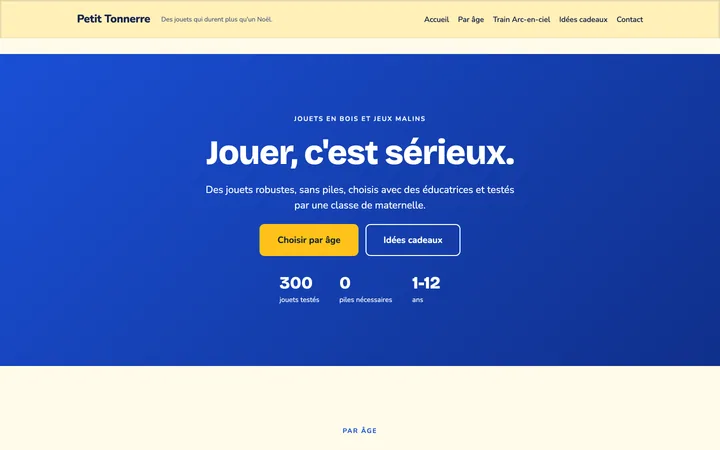 Petit Tonnerre
Des jouets qui durent plus qu'un Noël.
Accueil
Par âge
Train Arc-en-ciel
Idées cadeaux
Contact
JOUETS EN BOIS ET JEUX MALINS
Jouer, c'est sérieux.
Des jouets robustes, sans piles, choisis avec des éducatrices et testés
par une classe de maternelle.
Choisir par âge
Idées cadeaux
300
jouets testés
0
piles nécessaires
1-12
ans
PAR ÂGE